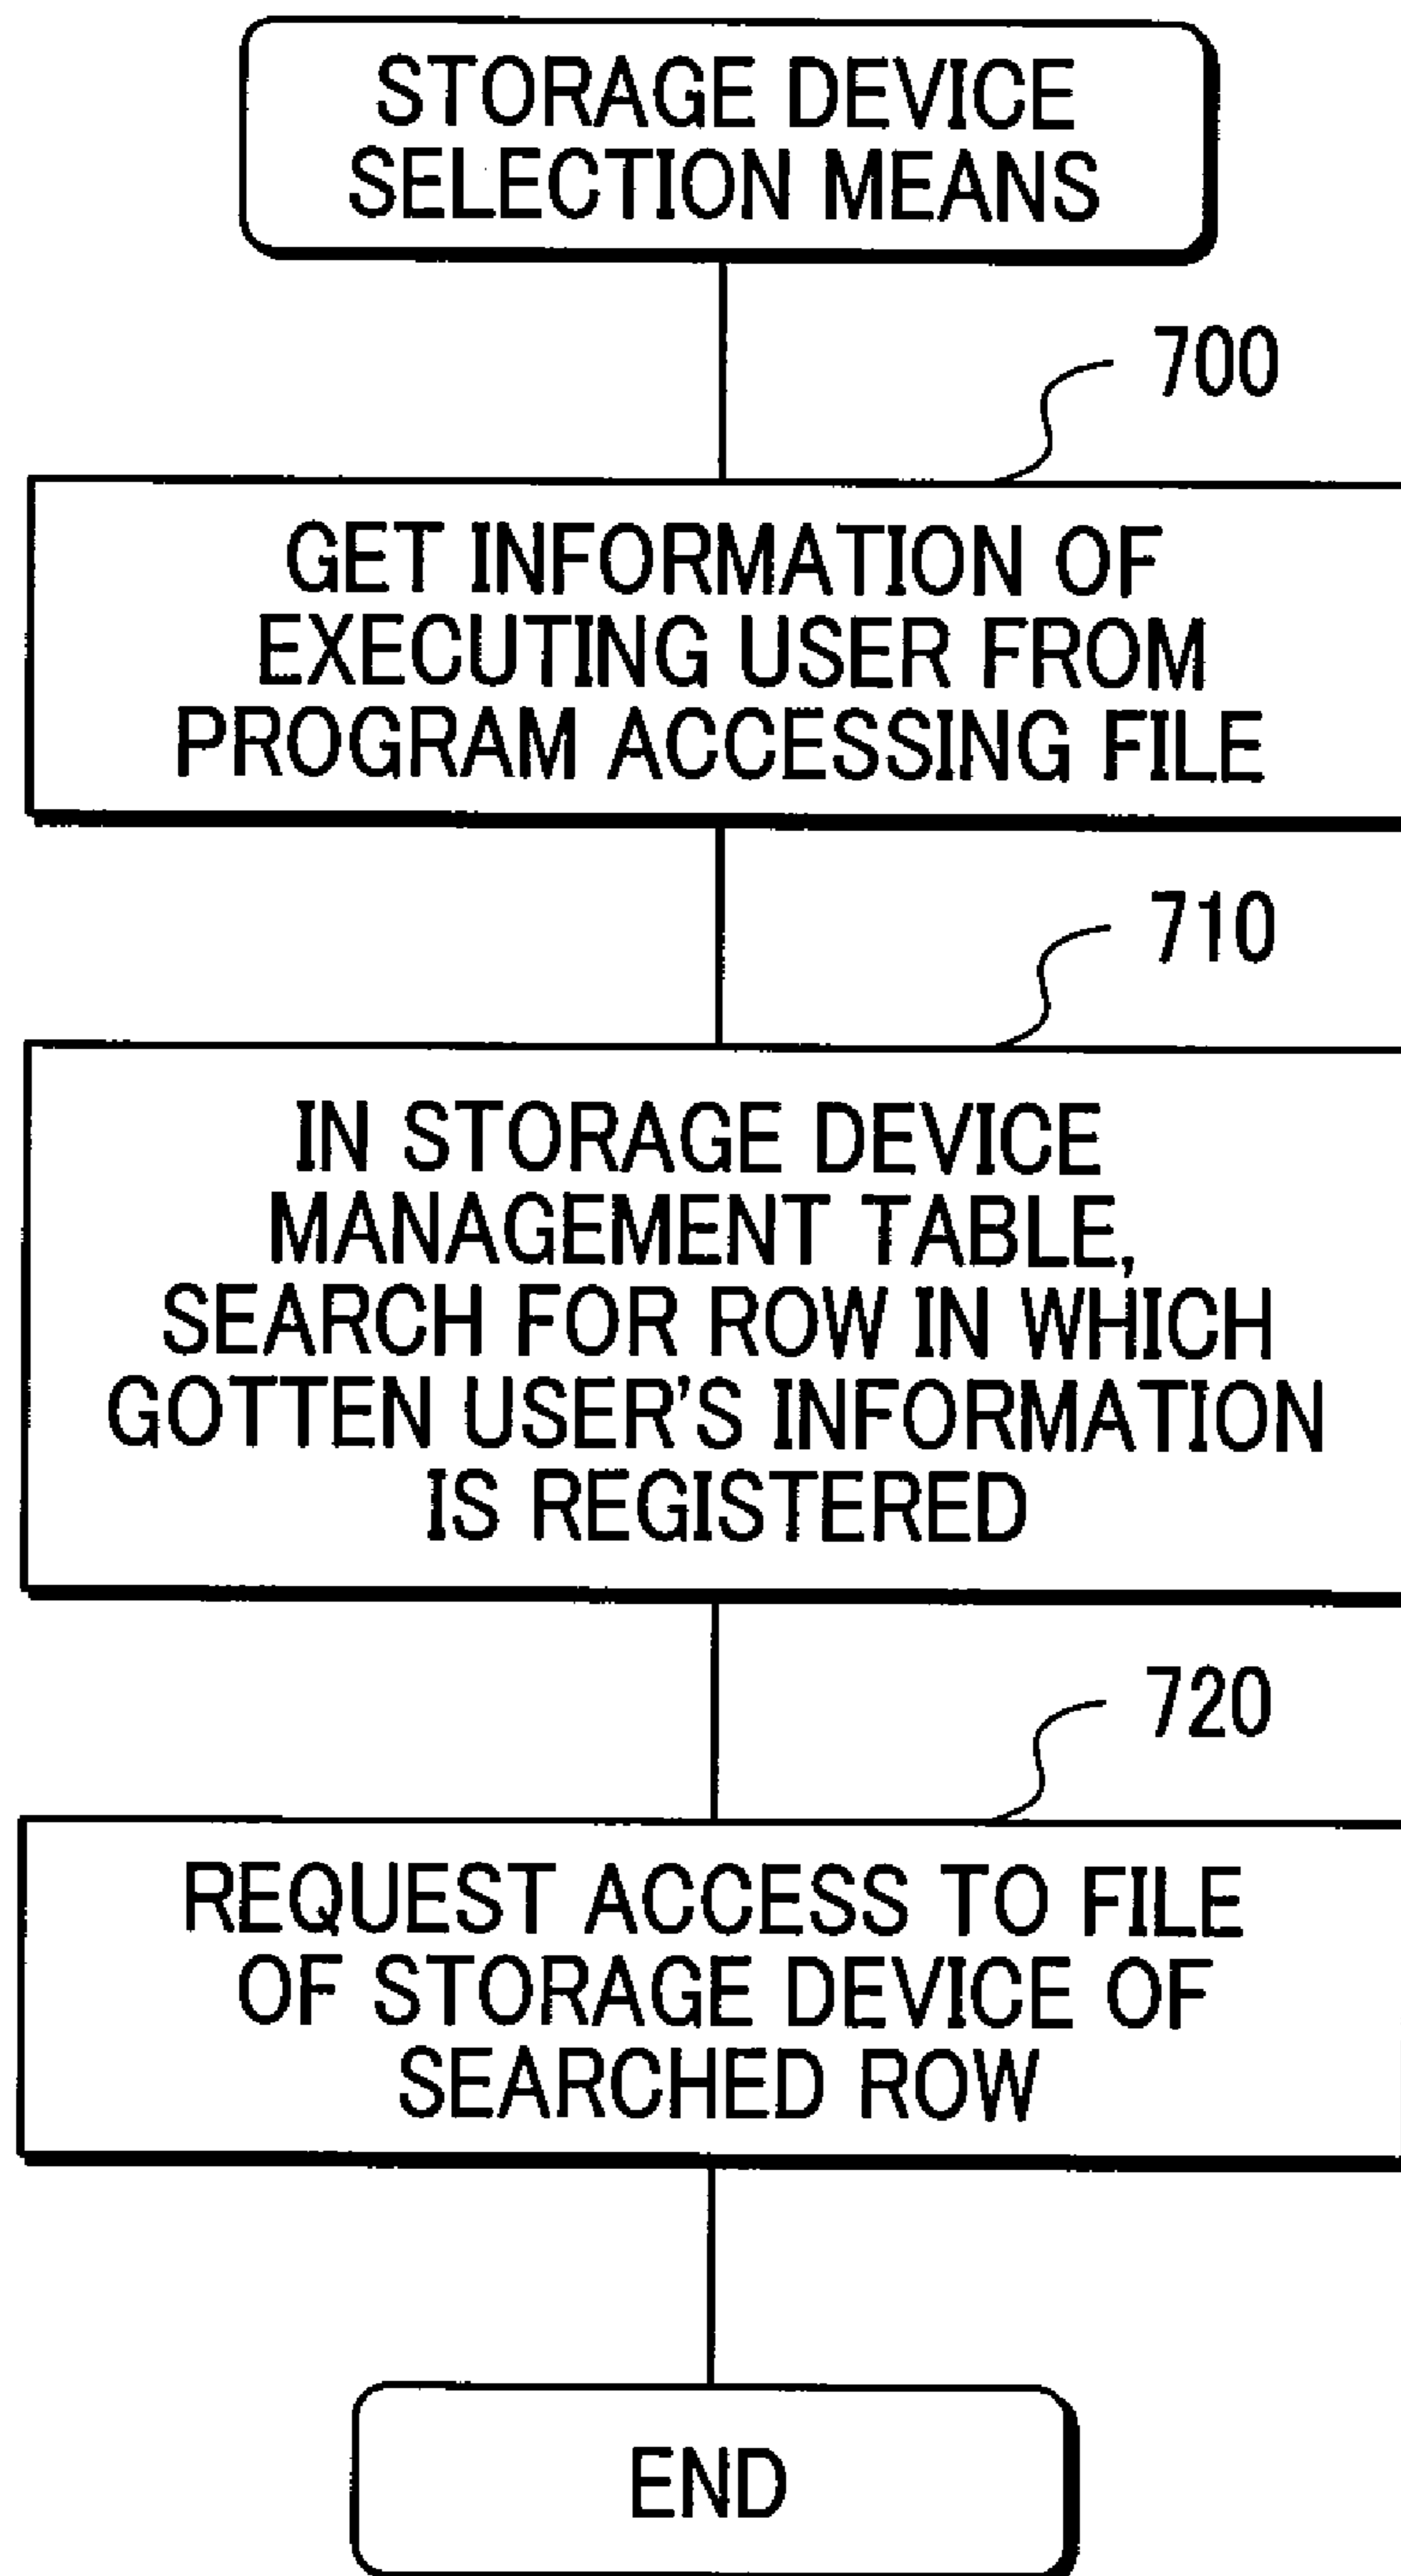 STORAGE DEVICE
SELECTION MEANS
700
GET INFORMATION OF
EXECUTING USER FROM
PROGRAM ACCESSING FILE
710
IN STORAGE DEVICE
MANAGEMENT TABLE,
SEARCH FOR ROW IN WHICH
GOTTEN USER'S INFORMATION
IS REGISTERED
720
REQUEST ACCESS TO FILE
OF STORAGE DEVICE OF
SEARCHED ROW
END